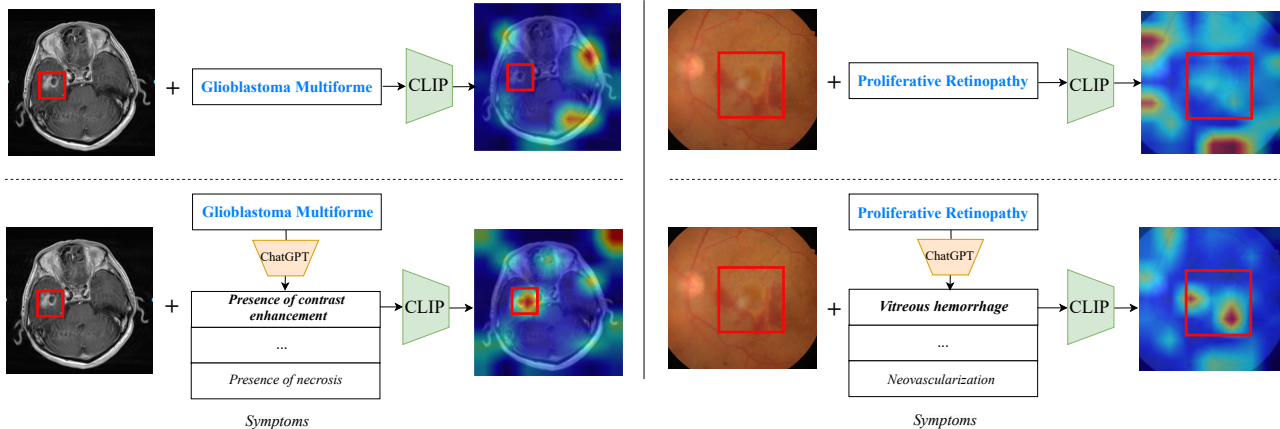 +
Glioblastoma Multiforme
CLIP
+
Proliferative Retinopathy
CLIP
Glioblastoma Multiforme
ChatGPT
+
Presence of contrast
enhancement
...
Presence of necrosis
CLIP
Symptoms
Proliferative Retinopathy
ChatGPT
+
Vitreous hemorrhage
...
Neovascularization
CLIP
Symptoms